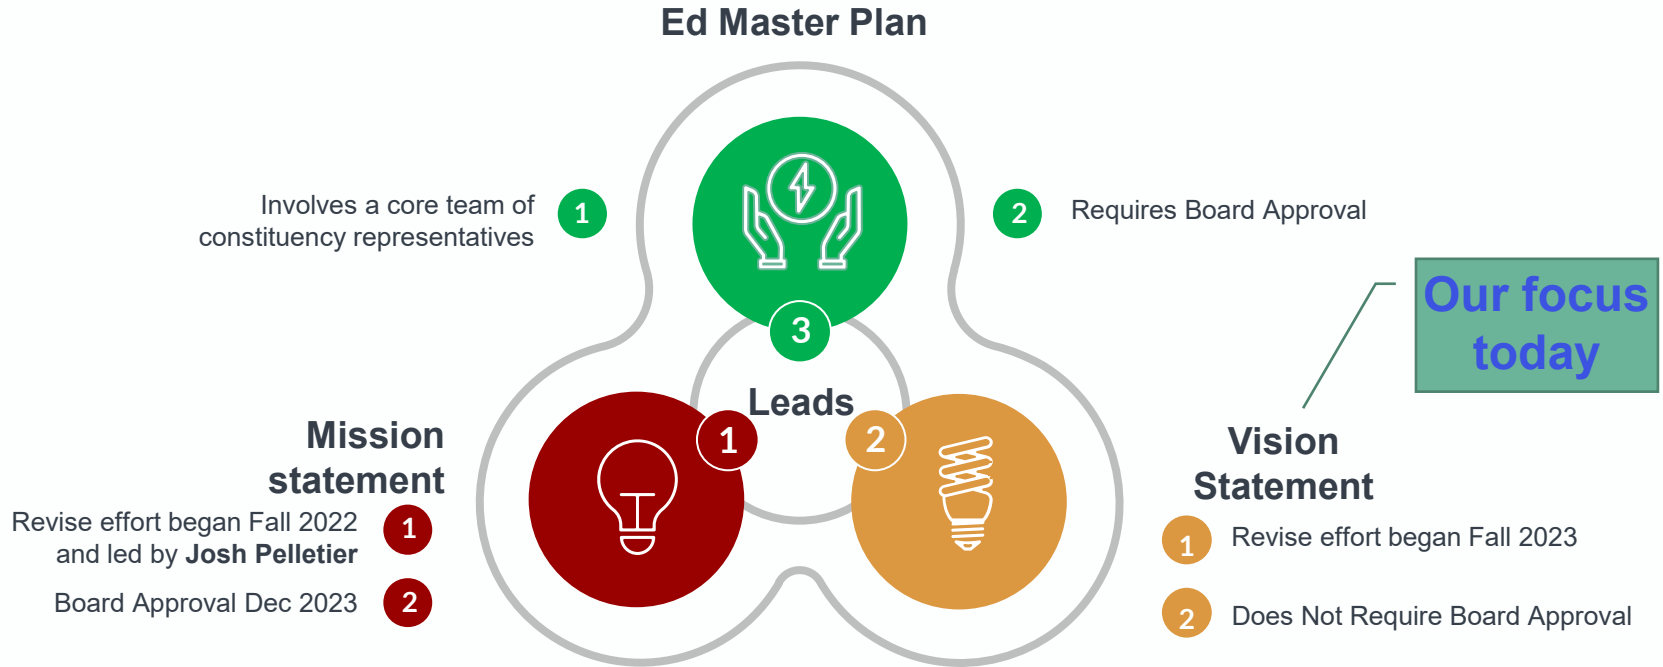 Ed Master Plan
Involves a core team of
constituency representatives
1
2
Requires Board Approval
Our focus
today
3
Leads
1
2
Mission
statement
Revise effort began Fall 2022
and led by Josh Pelletier
1
Board Approval Dec 2023
2
Vision
Statement
1
Revise effort began Fall 2023
2
Does Not Require Board Approval